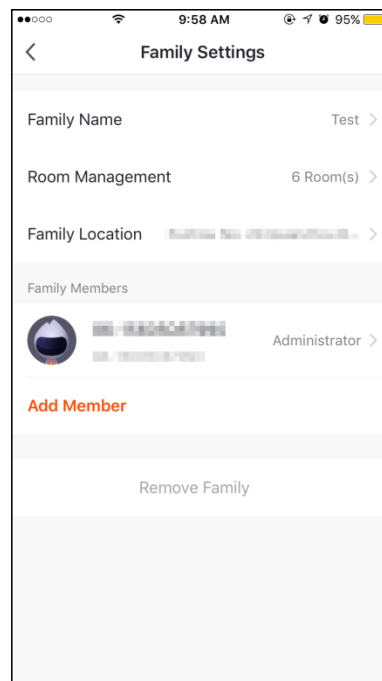 9:58 AM
95%
Family Settings
Family Name
Test
Room Management
6 Room(s)
Family Location
Family Members
Administrator
Add Member
Remove Family